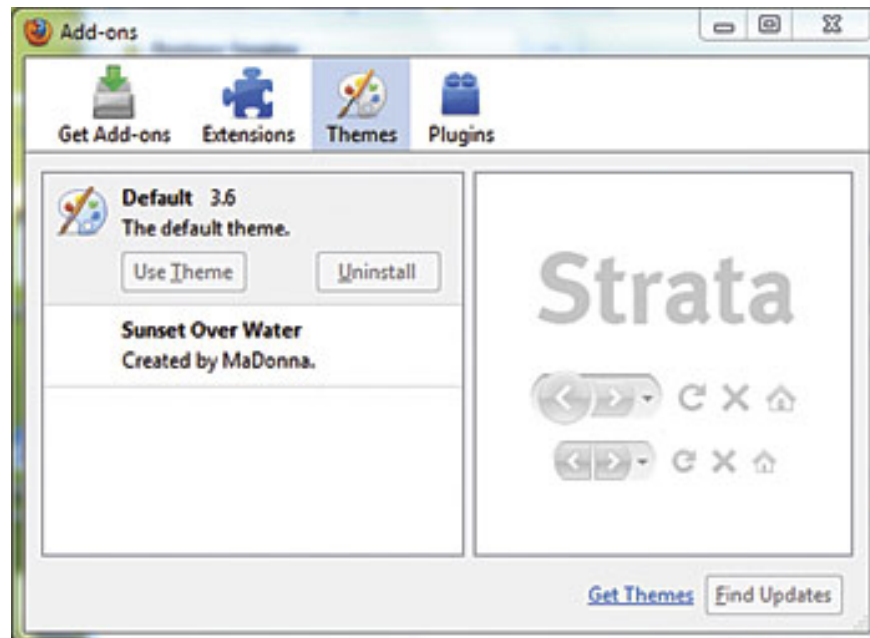 Add-ons
Get Add-ons Extensions Themes Plugins
Default 3.6
The default theme.
Use Theme Uninstall
Sunset Over Water
Created by MaDonna.
Strata
Get Themes Find Updates